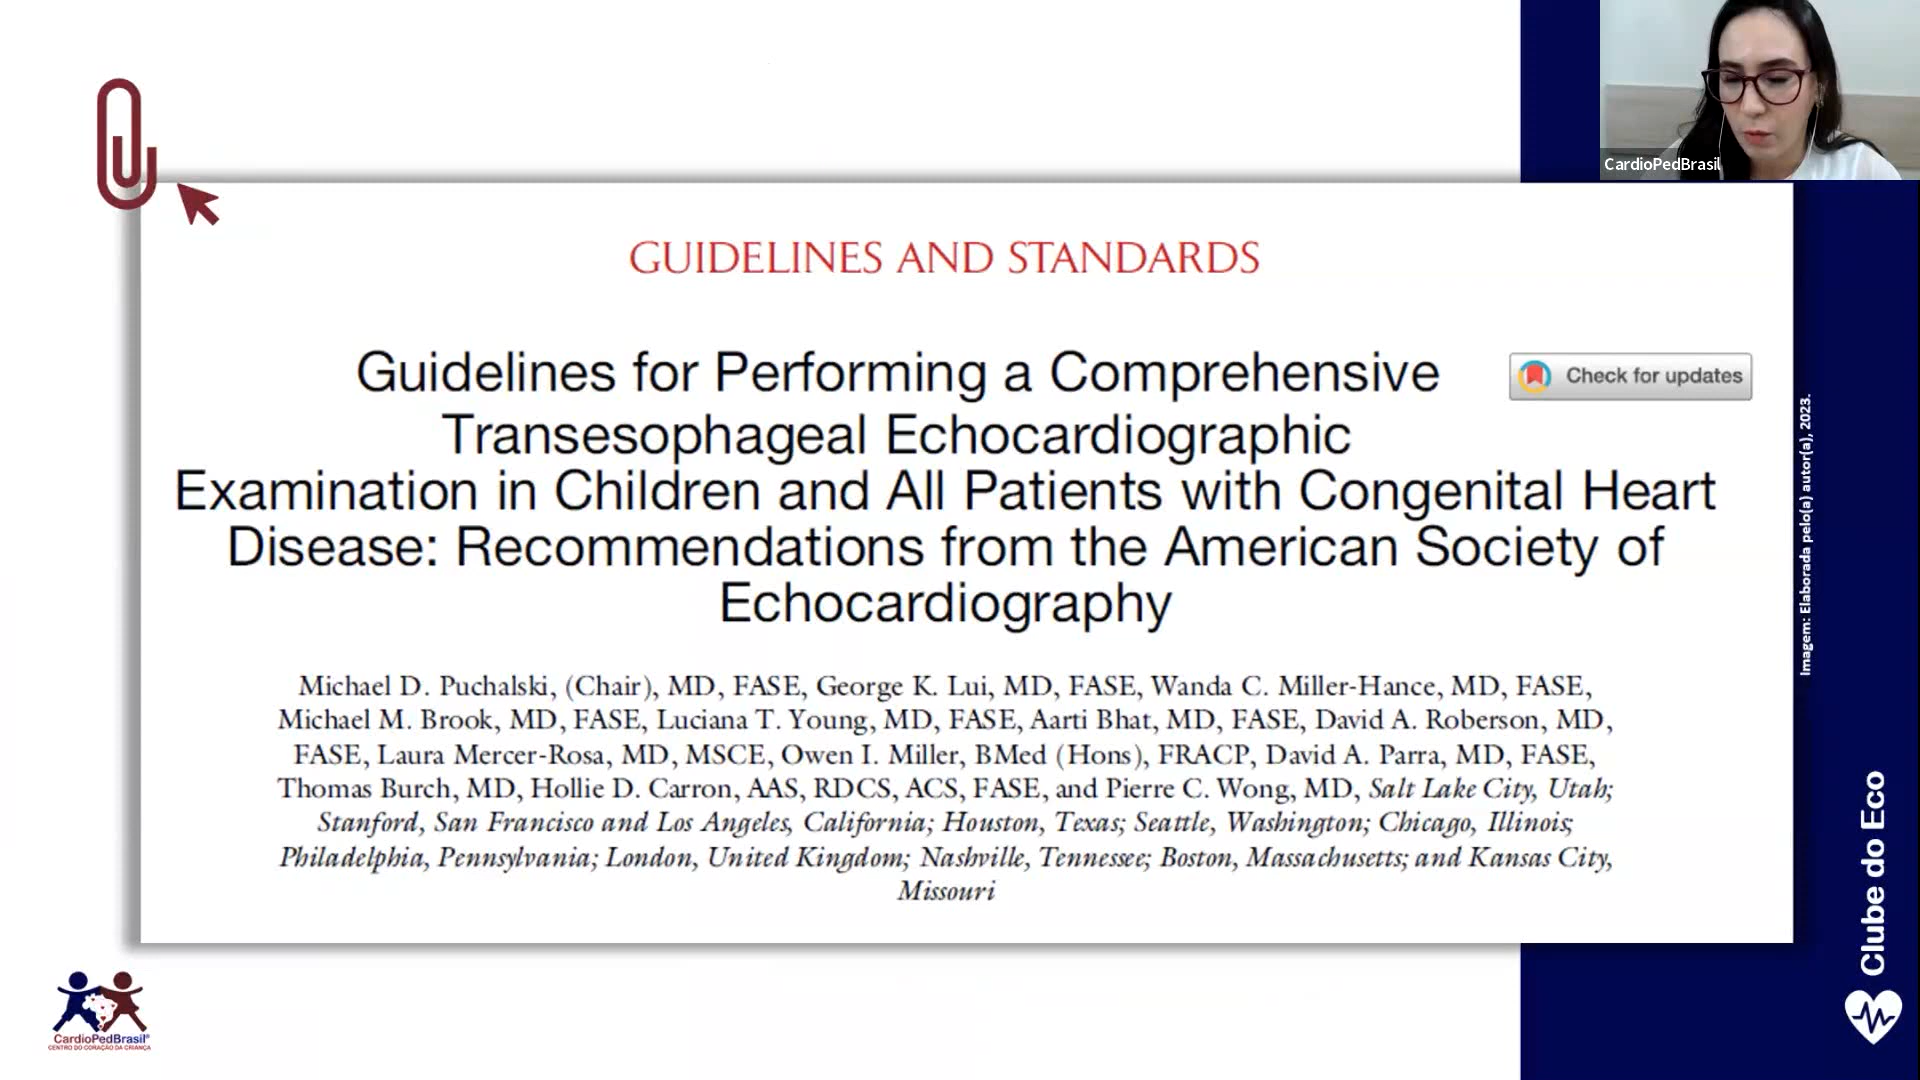 CardioPedBrasil
GUIDELINES AND STANDARDS
Guidelines for Performing a Comprehensive
Check for updates
Transesophageal Echocardiographic
Examination in Children and All Patients with Congenital Heart
Disease: Recommendations from the American Society of
Echocardiography
Michael D. Puchalski, (Chair), MD, FASE, George K. Lui, MD, FASE, Wanda C. Miller-Hance, MD, FASE,
Michael M. Brook, MD, FASE, Luciana T. Young, MD, FASE, Aarti Bhat, MD, FASE, David A. Roberson, MD,
FASE, Laura Mercer-Rosa, MD, MSCE, Owen I. Miller, BMed (Hons), FRACP, David A. Parra, MD, FASE,
Thomas Burch, MD, Hollie D. Carron, AAS, RDCS, ACS, FASE, and Pierre C. Wong, MD, Salt Lake City, Utah;
Stanford, San Francisco and Los Angeles, California; Houston, Texas; Seattle, Washington; Chicago, Illinois;
Philadelphia, Pennsylvania; London, United Kingdom; Nashville, Tennessee; Boston, Massachusetts; and Kansas City,
Missouri
Imagem: Elaborada pelo(a) autor(a), 2023.
Clube do Eco
CardioPedBrasil®
CENTRO DO CORAÇÃO DA CRIANÇA